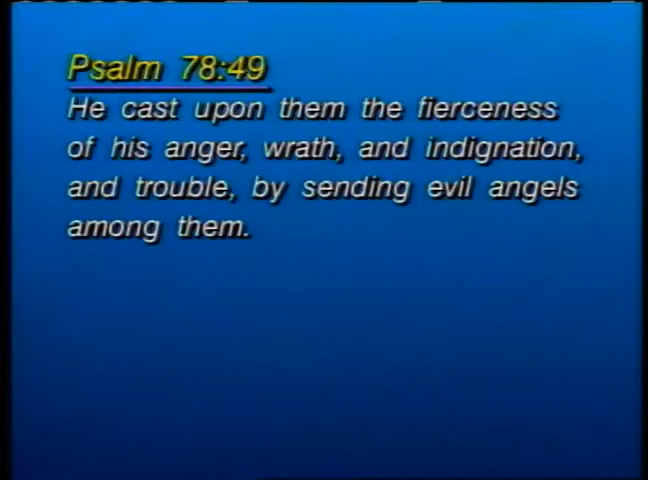 Psalm 78:49
He cast upon them the fierceness
of his anger, wrath, and indignation,
and trouble, by sending evil angels
among them.